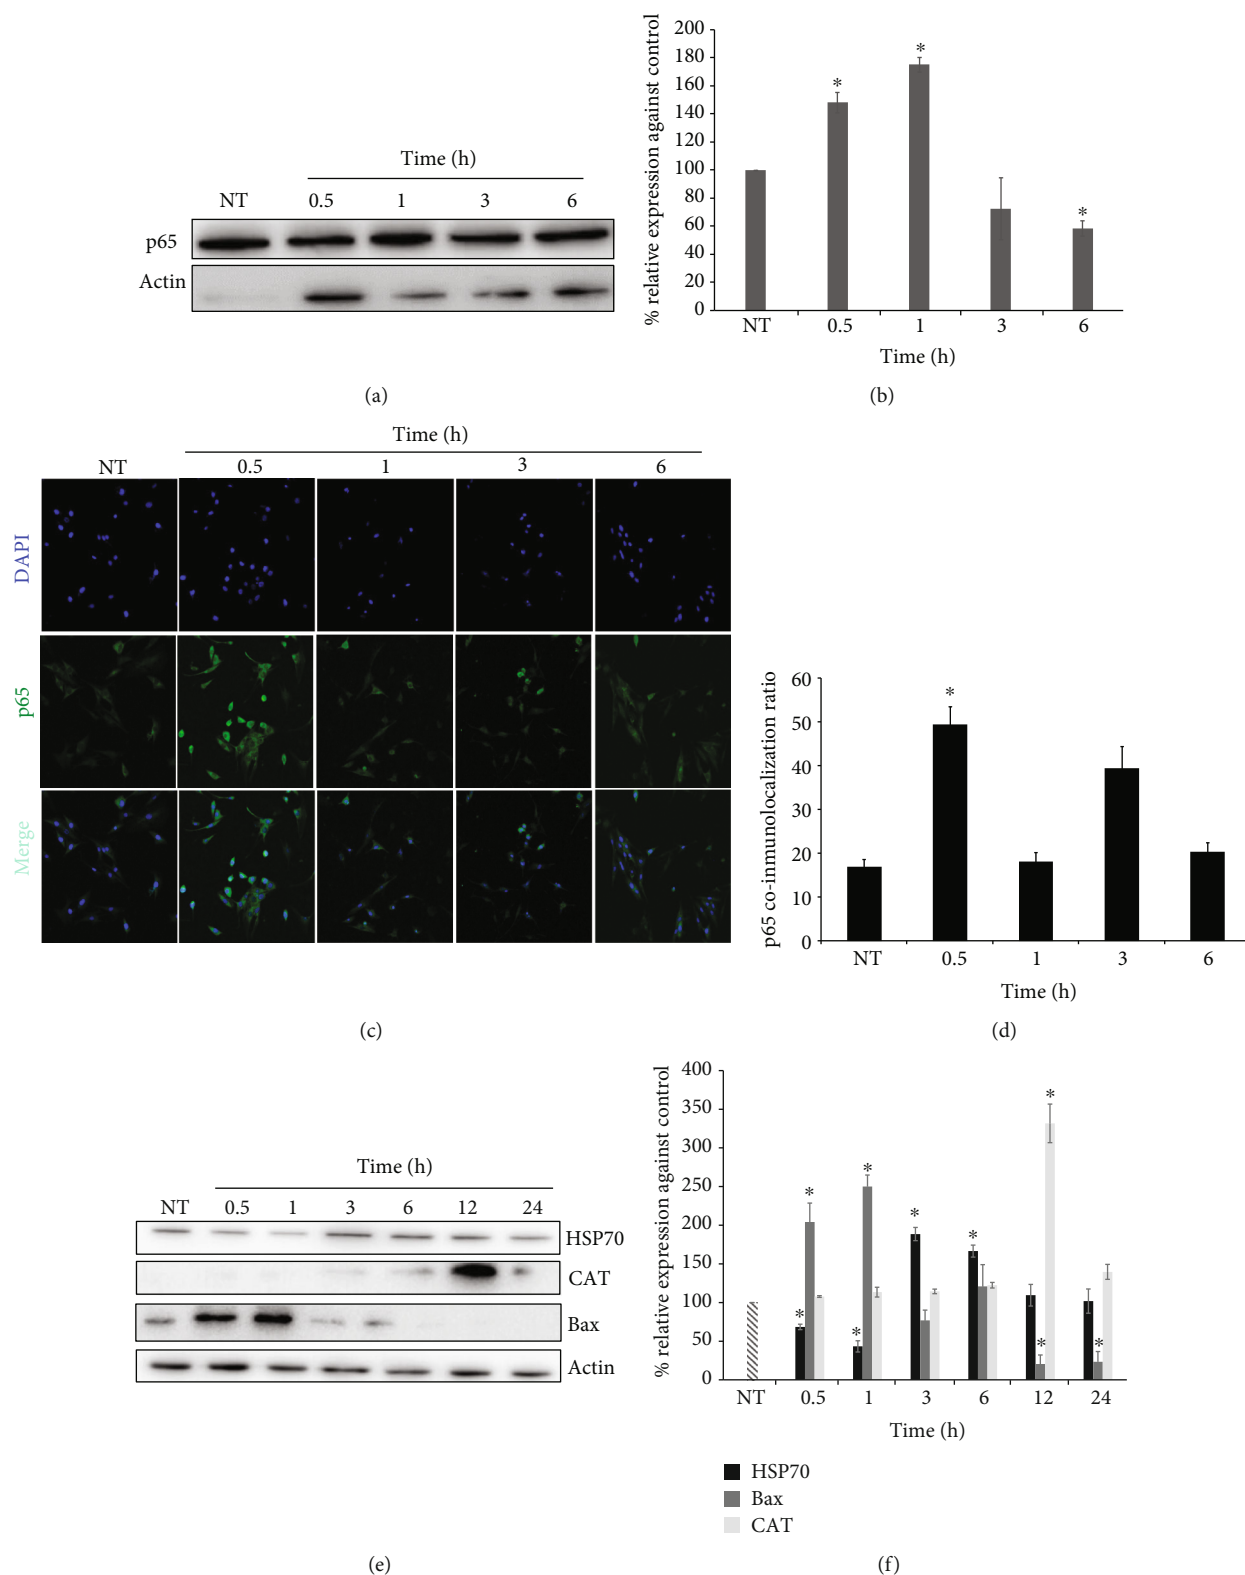 Time (h)
NT 0.5 1 3 6
p65
Actin
(a)
% relative expression against control
200
180
160
140
120
100
80
60
40
20
0
* * *
NT 0.5 1 3 6
Time (h)
(b)
Time (h)
NT 0.5 1 3 6
DAPI
p65
Merge
(c)
p65 co-inmunolocalization ratio
60
50
40
30
20
10
0
*
NT 0.5 1 3 6
Time (h)
(d)
Time (h)
NT 0.5 1 3 6 12 24
HSP70
CAT
Bax
Actin
(e)
% relative expression against control
400
350
300
250
200
150
100
50
0
* * * * * * * * *
NT 0.5 1 3 6 12 24
Time (h)
HSP70
Bax
CAT
(f)